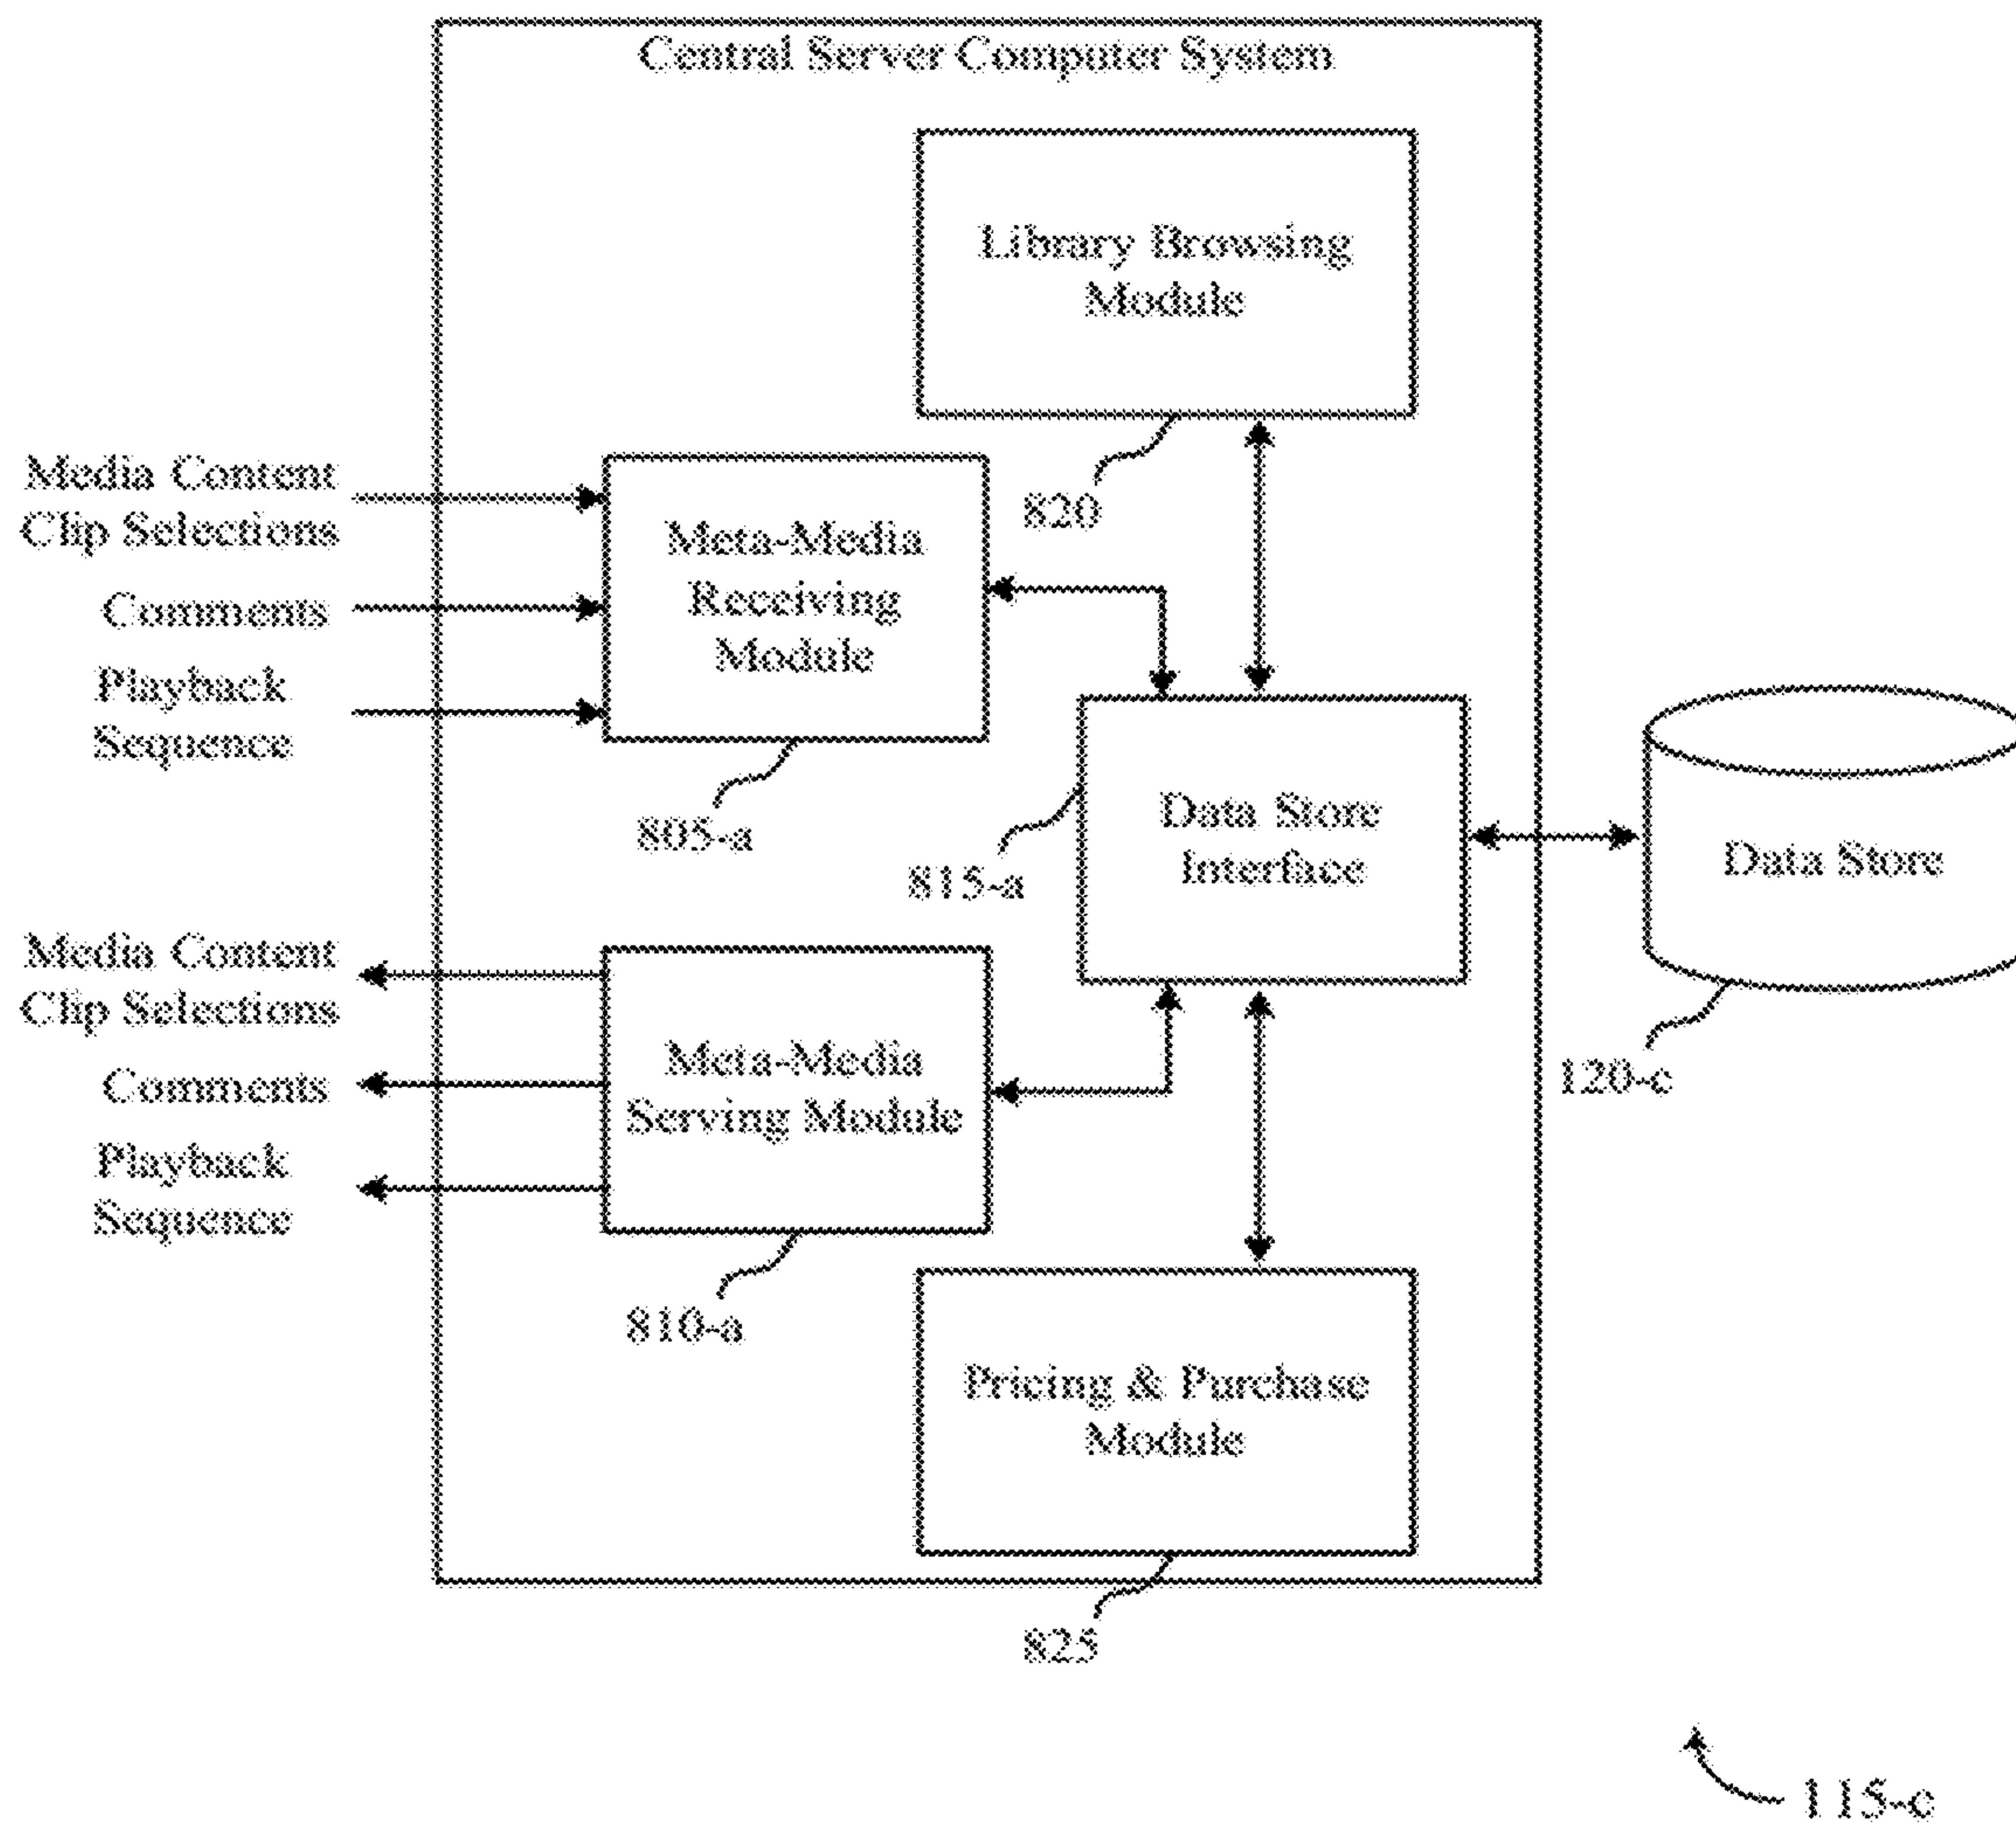 Central Server Computer System
Library Browsing
Module
820
Media Content
Clip Selections
Comments
Playback
Sequence
Meta-Media
Receiving
Module
805-a
815-a
Data Store
Interface
Data Store
120-c
Media Content
Clip Selections
Comments
Playback
Sequence
Meta-Media
Serving Module
810-a
Pricing & Purchase
Module
825
115-c